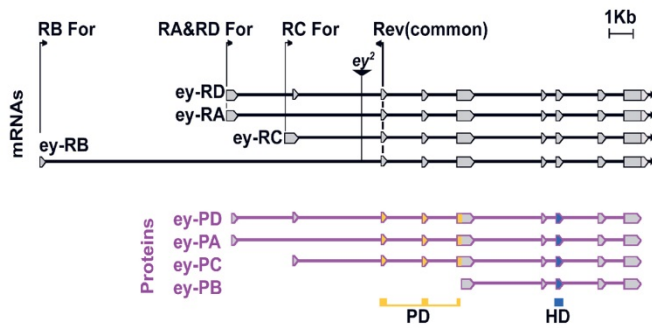 RB For RA&RD For RC For Rev(common) 1Kb
ey²
mRNAs
ey-RD
ey-RA
ey-RC
ey-RB
Proteins
ey-PD
ey-PA
ey-PC
ey-PB
PD HD